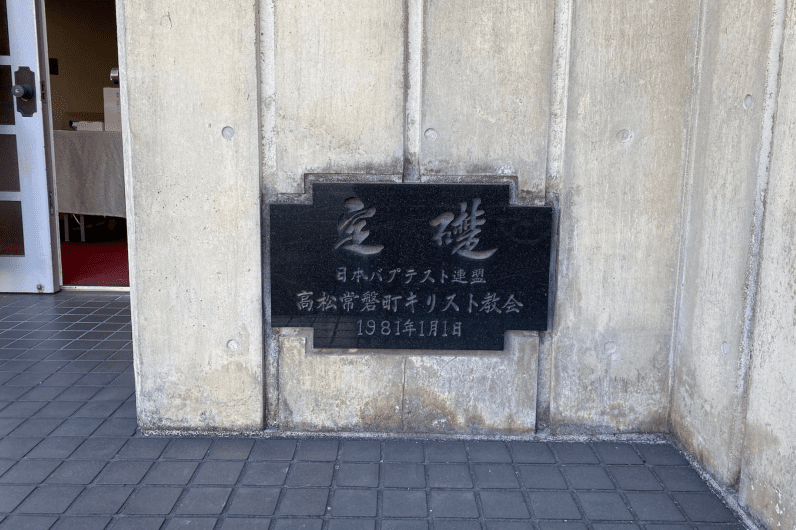 定礎
日本バプテスト連盟
高松常磐町キリスト教会
1981年1月1日